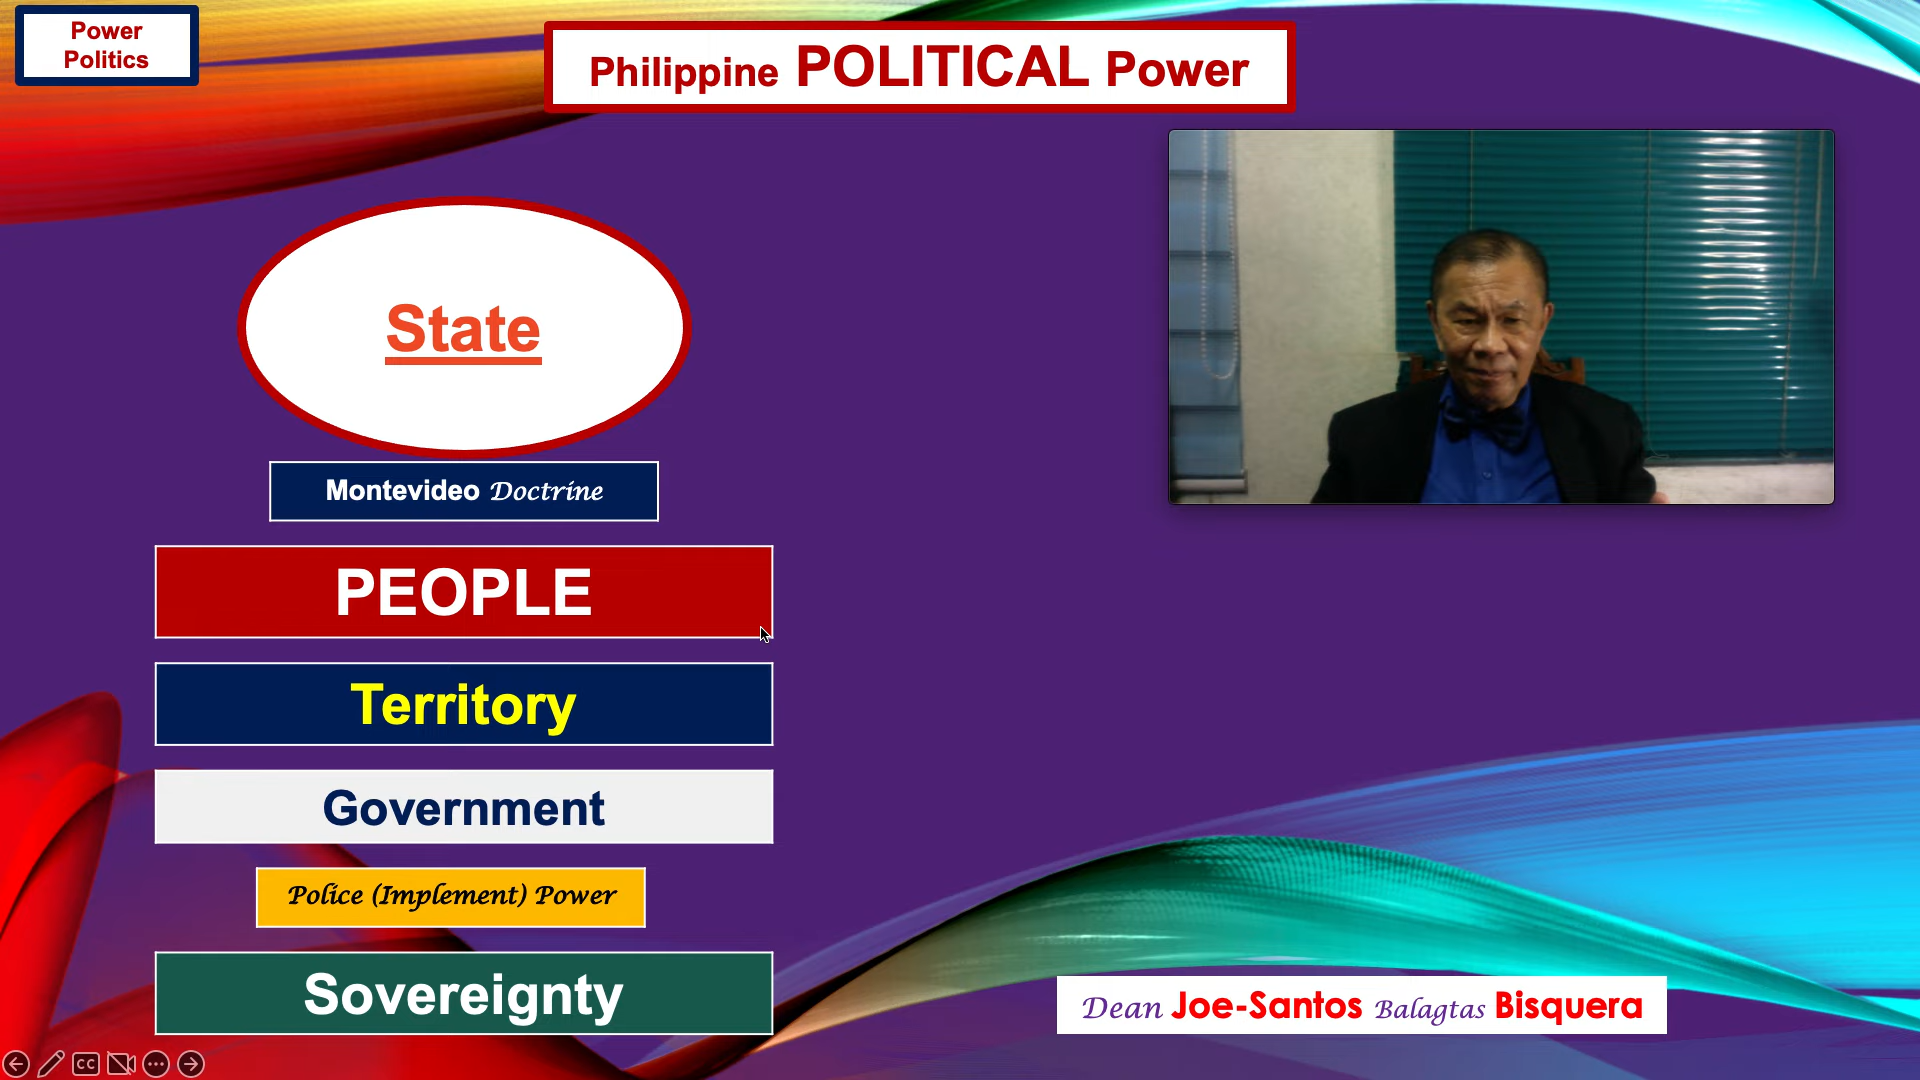 Power
Politics
Philippine POLITICAL Power
State
Montevideo Doctrine
PEOPLE
Territory
Government
Police (Implement) Power
Sovereignty
Dean Joe-Santos Balagtas Bisquera
CC